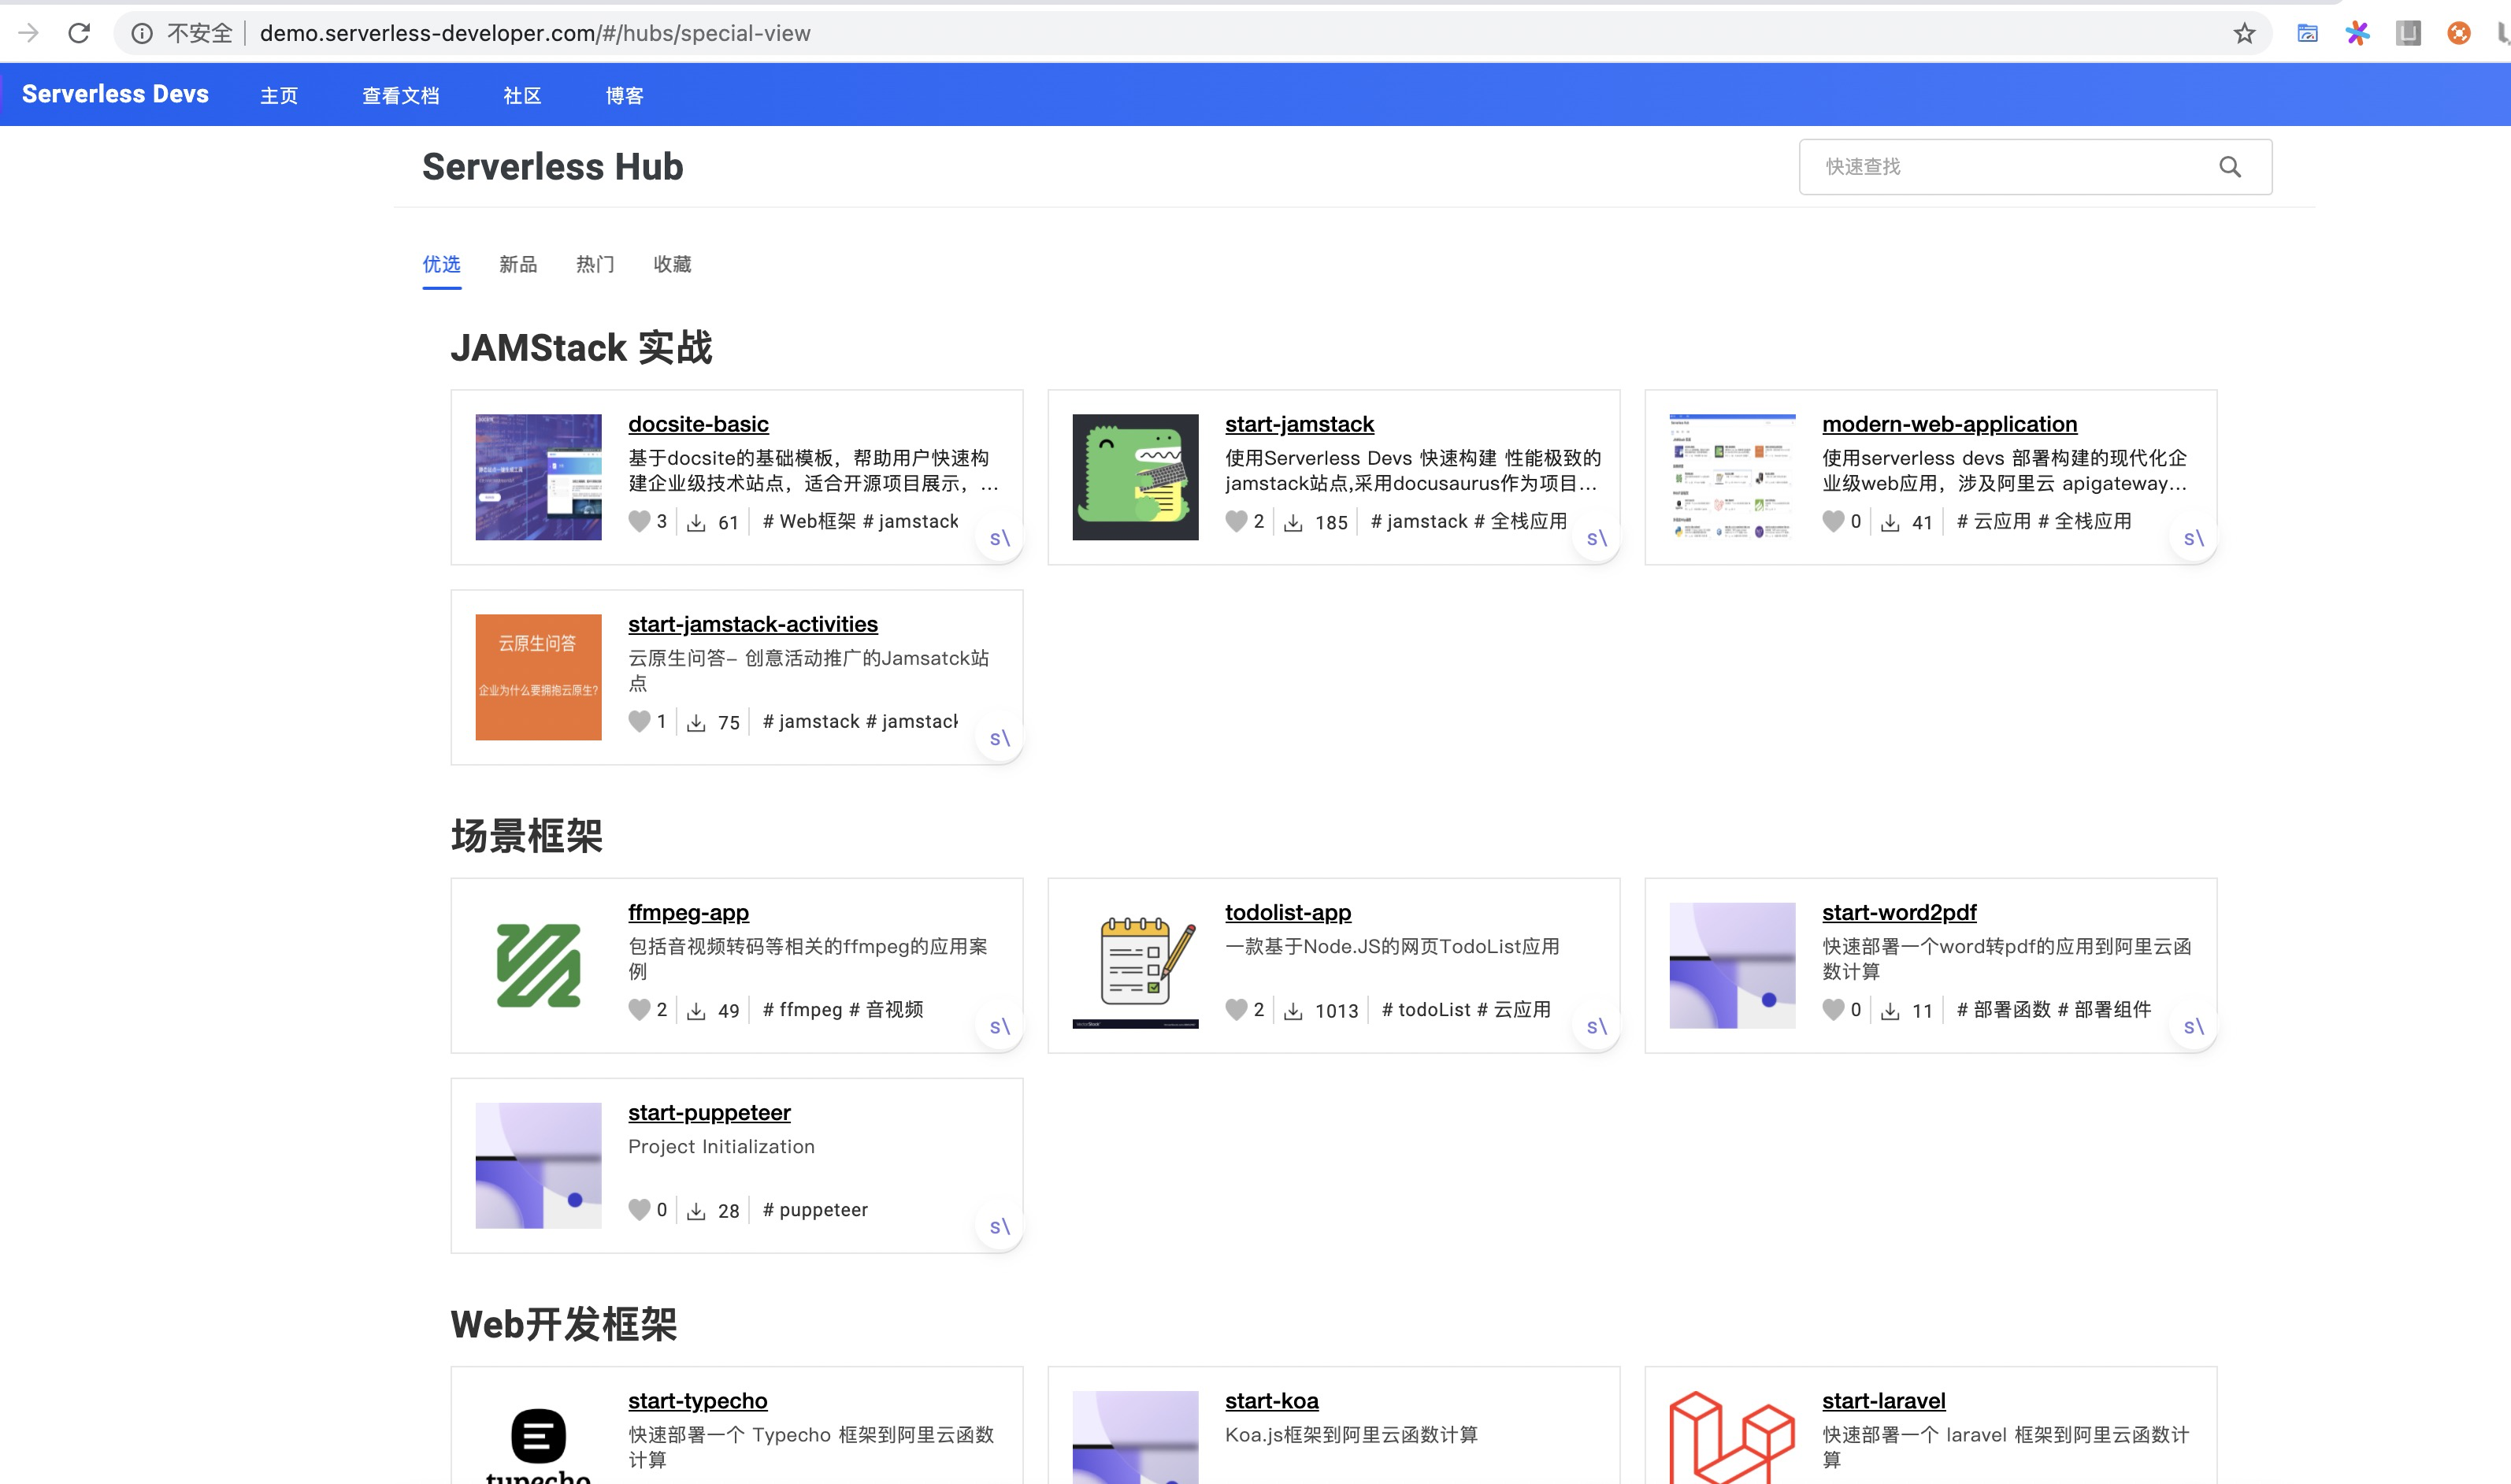 不安全 demo.serverless-developer.com/#/hubs/special-view
Serverless Devs 主页 查看文档 社区 博客
Serverless Hub 快速查找
优选 新品 热门 收藏
JAMStack 实战
docsite-basic
基于docsite的基础模板，帮助用户快速构
建企业级技术站点，适合开源项目展示，...
3 61 # Web框架 # jamstack
s\
start-jamstack
使用Serverless Devs 快速构建 性能极致的
jamstack站点,采用docusaurus作为项目...
2 185 # jamstack # 全栈应用
s\
modern-web-application
使用serverless devs 部署构建的现代化企
业级web应用，涉及阿里云 apigateway...
0 41 # 云应用 # 全栈应用
s\
云原生问答
企业为什么要拥抱云原生?
start-jamstack-activities
云原生问答– 创意活动推广的Jamsatck站
点
1 75 # jamstack # jamstack
s\
场景框架
ffmpeg-app
包括音视频转码等相关的ffmpeg的应用案
例
2 49 # ffmpeg # 音视频
s\
todolist-app
一款基于Node.JS的网页TodoList应用
2 1013 # todoList # 云应用
s\
start-word2pdf
快速部署一个word转pdf的应用到阿里云函
数计算
0 11 # 部署函数 # 部署组件
s\
start-puppeteer
Project Initialization
0 28 # puppeteer
s\
Web开发框架
typecho
start-typecho
快速部署一个 Typecho 框架到阿里云函数
计算
start-koa
Koa.js框架到阿里云函数计算
start-laravel
快速部署一个 laravel 框架到阿里云函数计
算